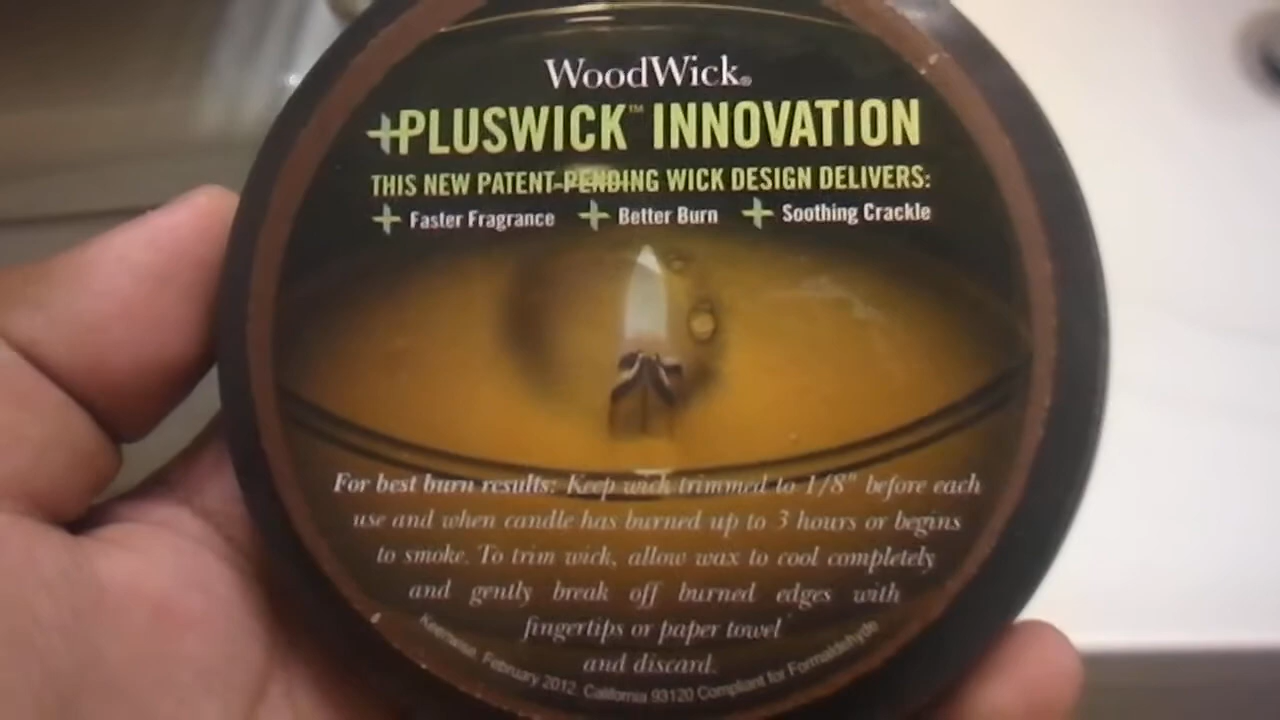 WoodWick®
+PLUSWICK™ INNOVATION
THIS NEW PATENT-PENDING WICK DESIGN DELIVERS:
+ Faster Fragrance + Better Burn + Soothing Crackle
For best burn results: Keep wick trimmed to 1/8" before each
use and when candle has burned up to 3 hours or begins
to smoke. To trim wick, allow wax to cool completely
and gently break off burned edges with
fingertips or paper towel
and discard.
February 2012. California 93120 Compliant for Formaldehyde